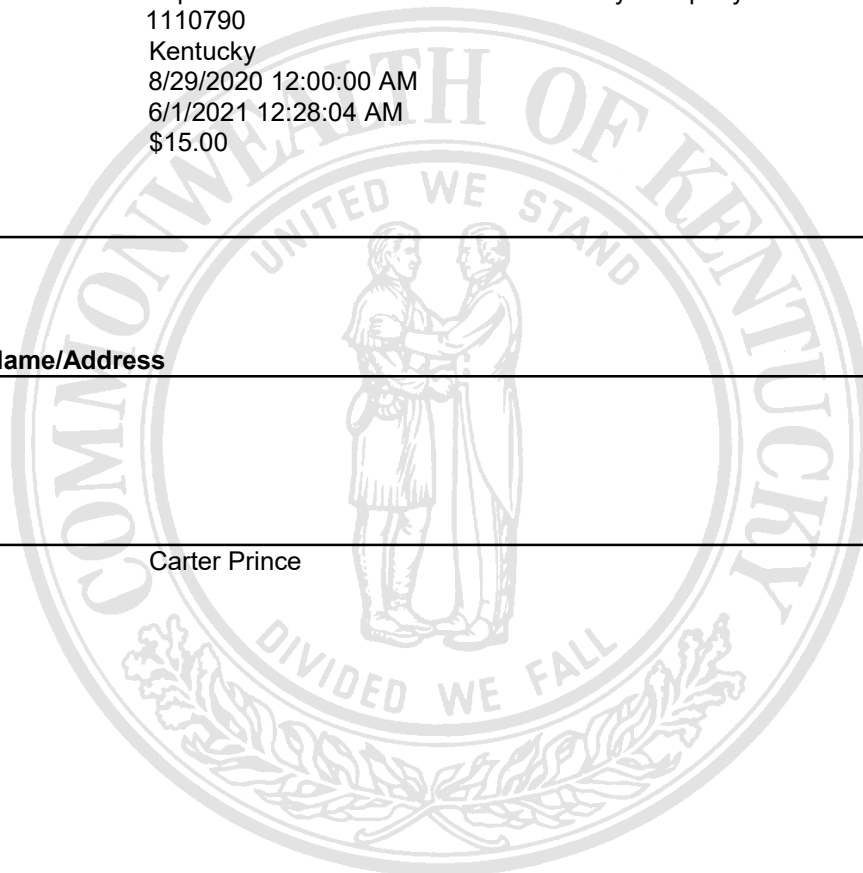 1110790
Kentucky
8/29/2020 12:00:00 AM
6/1/2021 12:28:04 AM
$15.00
COMMONWEALTH OF KENTUCKY
UNITED WE STAND
ame/Address
Carter Prince
DIVIDED WE FALL